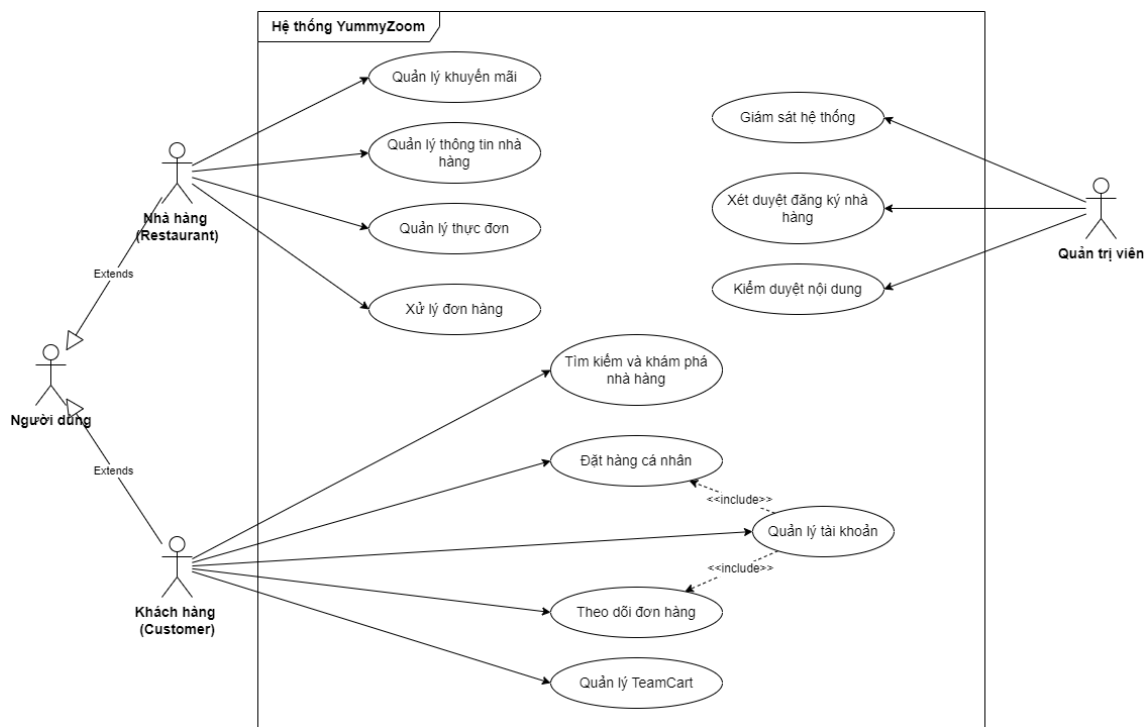 Hệ thống YummyZoom
Quản lý khuyến mãi
Giám sát hệ thống
Quản lý thông tin nhà
hàng
Xét duyệt đăng ký nhà
hàng
Nhà hàng
(Restaurant)
Quản lý thực đơn
Quản trị viên
Extends
Kiểm duyệt nội dung
Xử lý đơn hàng
Tìm kiếm và khám phá
nhà hàng
Người dùng
Extends
Đặt hàng cá nhân
<<include>>
Quản lý tài khoản
<<include>>
Khách hàng
(Customer)
Theo dõi đơn hàng
Quản lý TeamCart